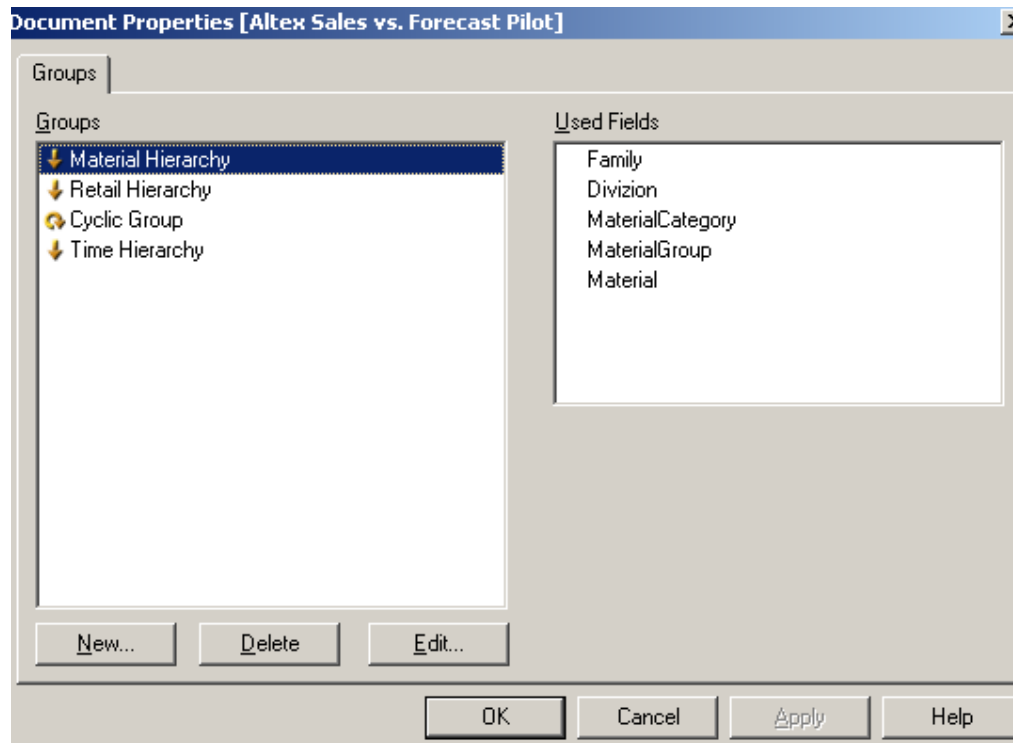 Document Properties [Altex Sales vs. Forecast Pilot]
Groups
Groups
Material Hierarchy
Retail Hierarchy
Cyclic Group
Time Hierarchy
Used Fields
Family
Divizion
MaterialCategory
MaterialGroup
Material
New... Delete Edit...
OK Cancel Apply Help